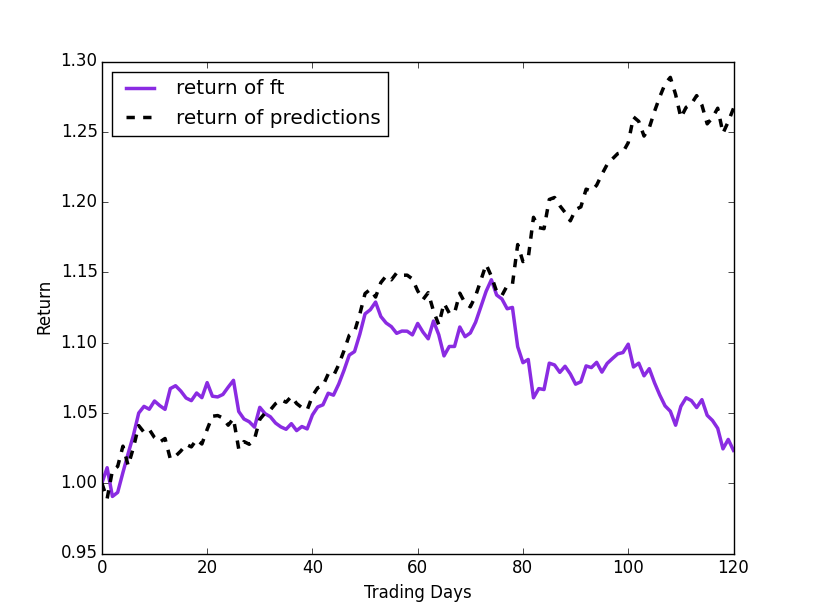 return of ft
return of predictions
1.30
1.25
1.20
1.15
1.10
1.05
1.00
0.95
Return
0 20 40 60 80 100 120
Trading Days